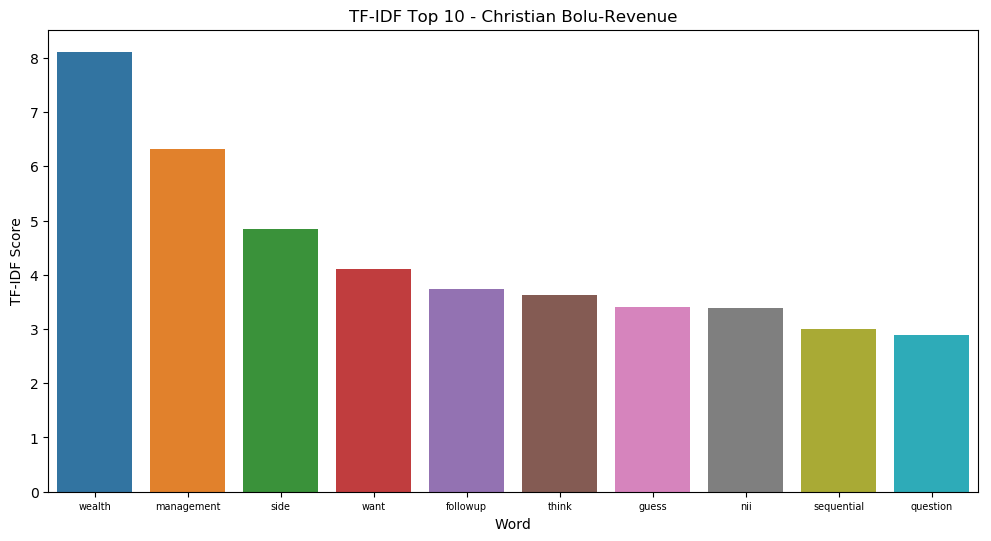 TF-IDF Top 10 - Christian Bolu-Revenue
TF-IDF Score
8
7
6
5
4
3
2
1
0
wealth management side want followup think guess nii sequential question
Word